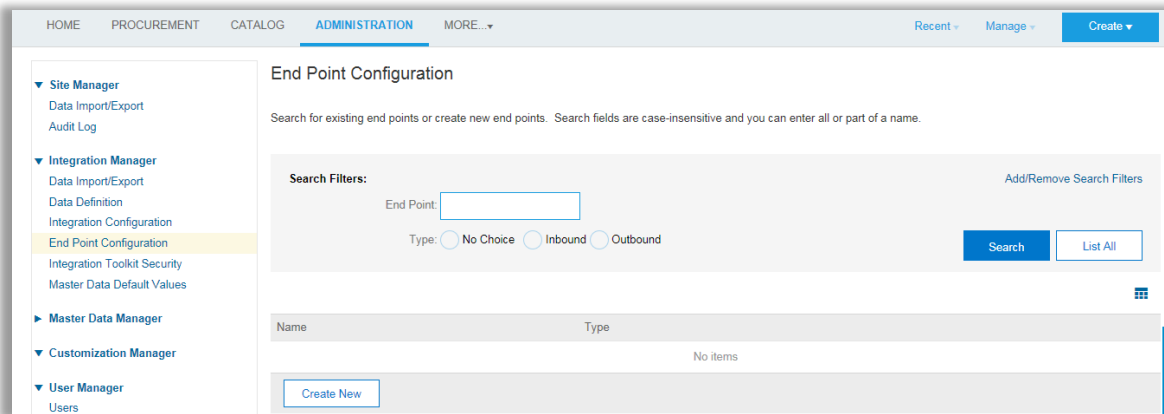 HOME PROCUREMENT CATALOG ADMINISTRATION MORE... Recent Manage Create
Site Manager
Data Import/Export
Audit Log
Integration Manager
Data Import/Export
Data Definition
Integration Configuration
End Point Configuration
Integration Toolkit Security
Master Data Default Values
Master Data Manager
Customization Manager
User Manager
Users
End Point Configuration
Search for existing end points or create new end points. Search fields are case-insensitive and you can enter all or part of a name.
Search Filters: Add/Remove Search Filters
End Point:
Type: No Choice Inbound Outbound
Search List All
Name Type
No items
Create New